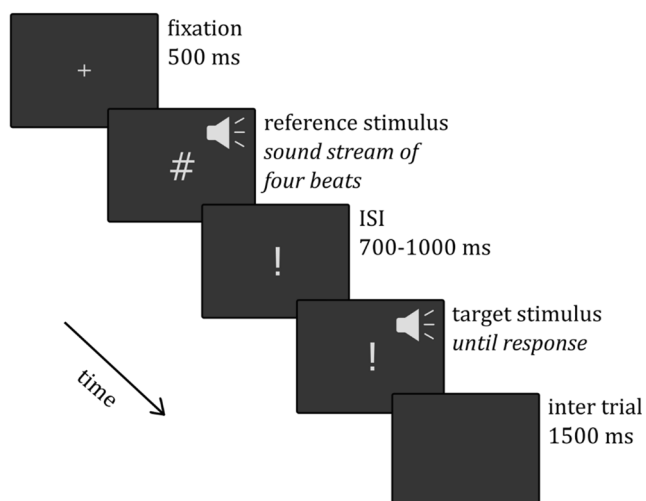 +
fixation
500 ms
#
reference stimulus
sound stream of
four beats
!
ISI
700-1000 ms
!
target stimulus
until response
time
inter trial
1500 ms